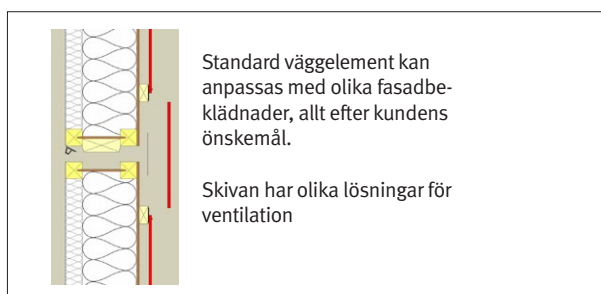 Standard väggelement kan
anpassas med olika fasadbe-
klädnader, allt efter kundens
önskemål.
Skivan har olika lösningar för
ventilation